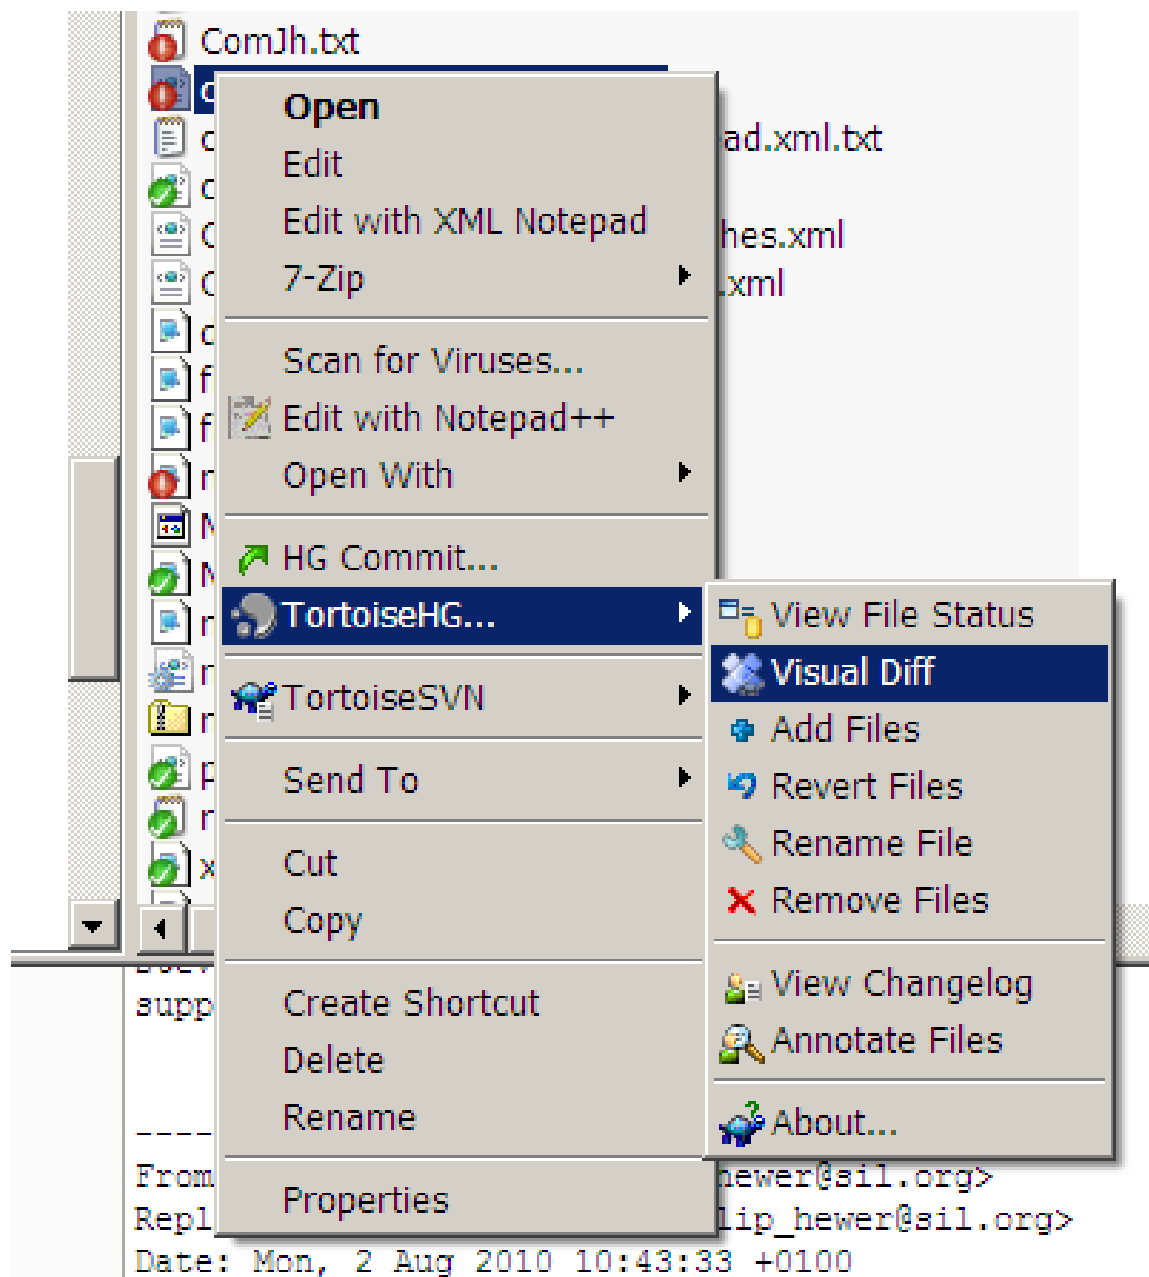 ComJh.txt
Open
ad.xml.txt
Edit
Edit with XML Notepad
hes.xml
7-Zip
.xml
Scan for Viruses...
Edit with Notepad++
Open With
HG Commit...
TortoiseHG...
View File Status
Visual Diff
TortoiseSVN
Add Files
Send To
Revert Files
Rename File
Cut
Remove Files
Copy
View Changelog
Create Shortcut
supp
Annotate Files
Delete
Rename
About...
----
From hewer@sil.org>
Properties
Repl lip_hewer@sil.org>
Date: Mon, 2 Aug 2010 10:43:33 +0100